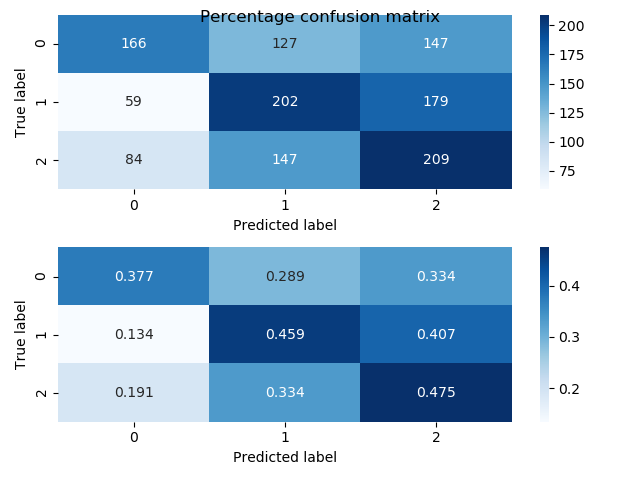 Percentage confusion matrix
True label
0 166 127 147
1 59 202 179
2 84 147 209
0 1 2
Predicted label
200
175
150
125
100
75
True label
0 0.377 0.289 0.334
1 0.134 0.459 0.407
2 0.191 0.334 0.475
0 1 2
Predicted label
0.4
0.3
0.2